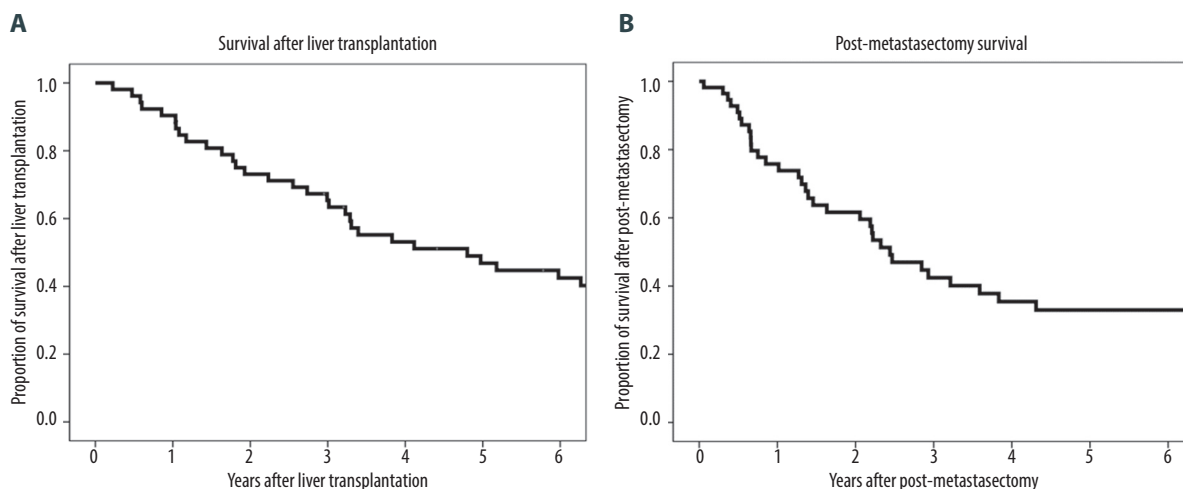 A
Survival after liver transplantation
Proportion of survival after liver transplantation
1.0
0.8
0.6
0.4
0.2
0.0
0 1 2 3 4 5 6
Years after liver transplantation
B
Post-metastasectomy survival
Proportion of survival after post-metastasectomy
1.0
0.8
0.6
0.4
0.2
0.0
0 1 2 3 4 5 6
Years after post-metastasectomy